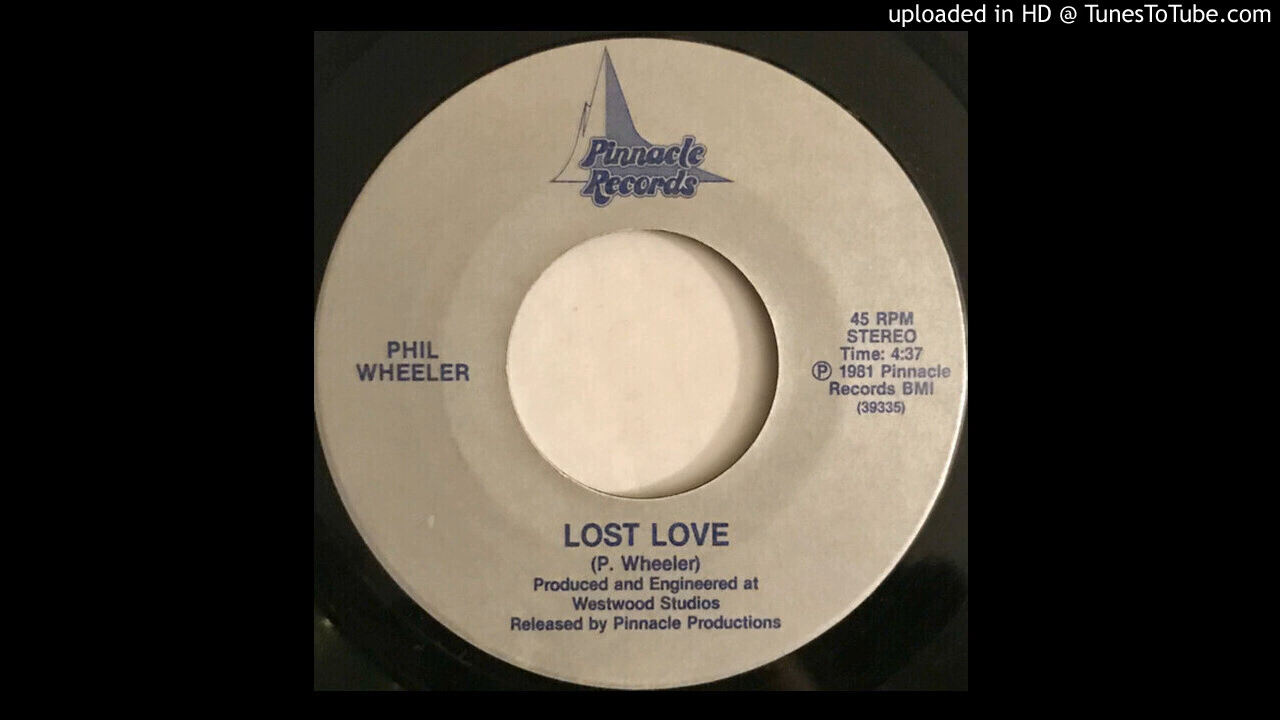 uploaded in HD @ TunesToTube.com
Pinnacle
Records
PHIL
WHEELER
45 RPM
STEREO
Time: 4:37
Ⓟ 1981 Pinnacle
Records BMI
(39335)
LOST LOVE
(P. Wheeler)
Produced and Engineered at
Westwood Studios
Released by Pinnacle Productions